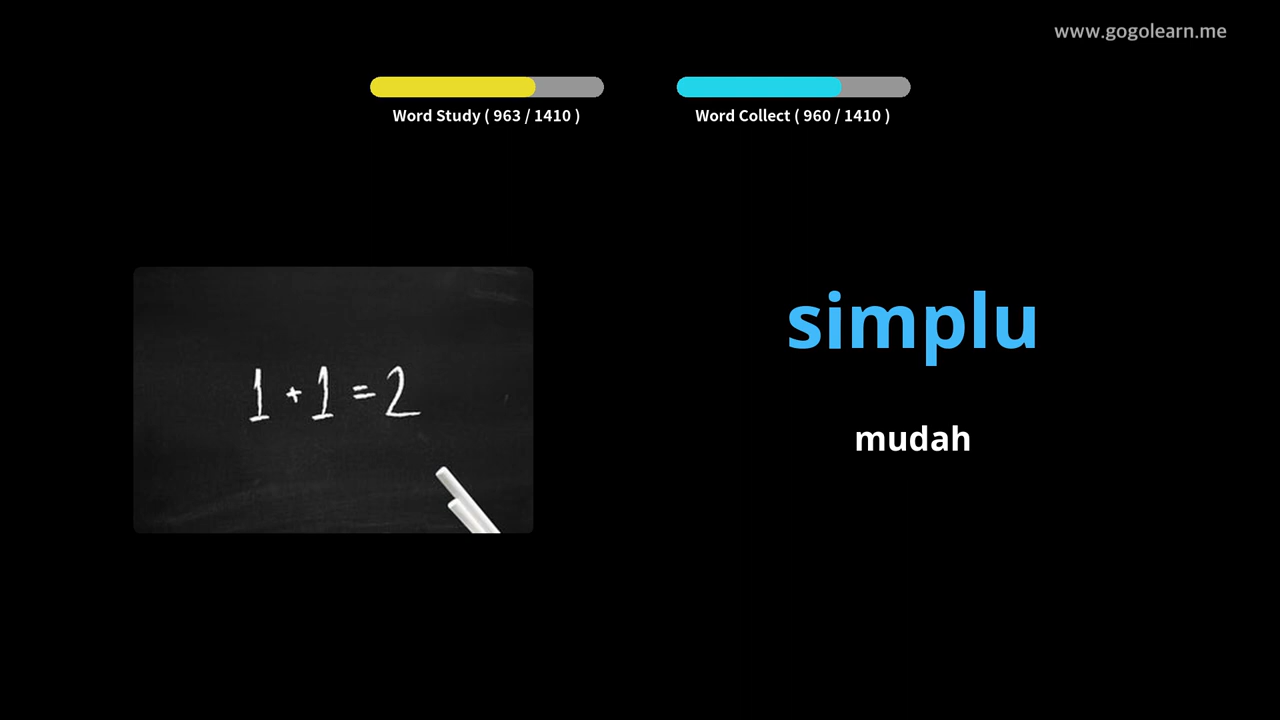 www.gogolearn.me
Word Study ( 963 / 1410 )
Word Collect ( 960 / 1410 )
1 + 1 = 2
simplu
mudah